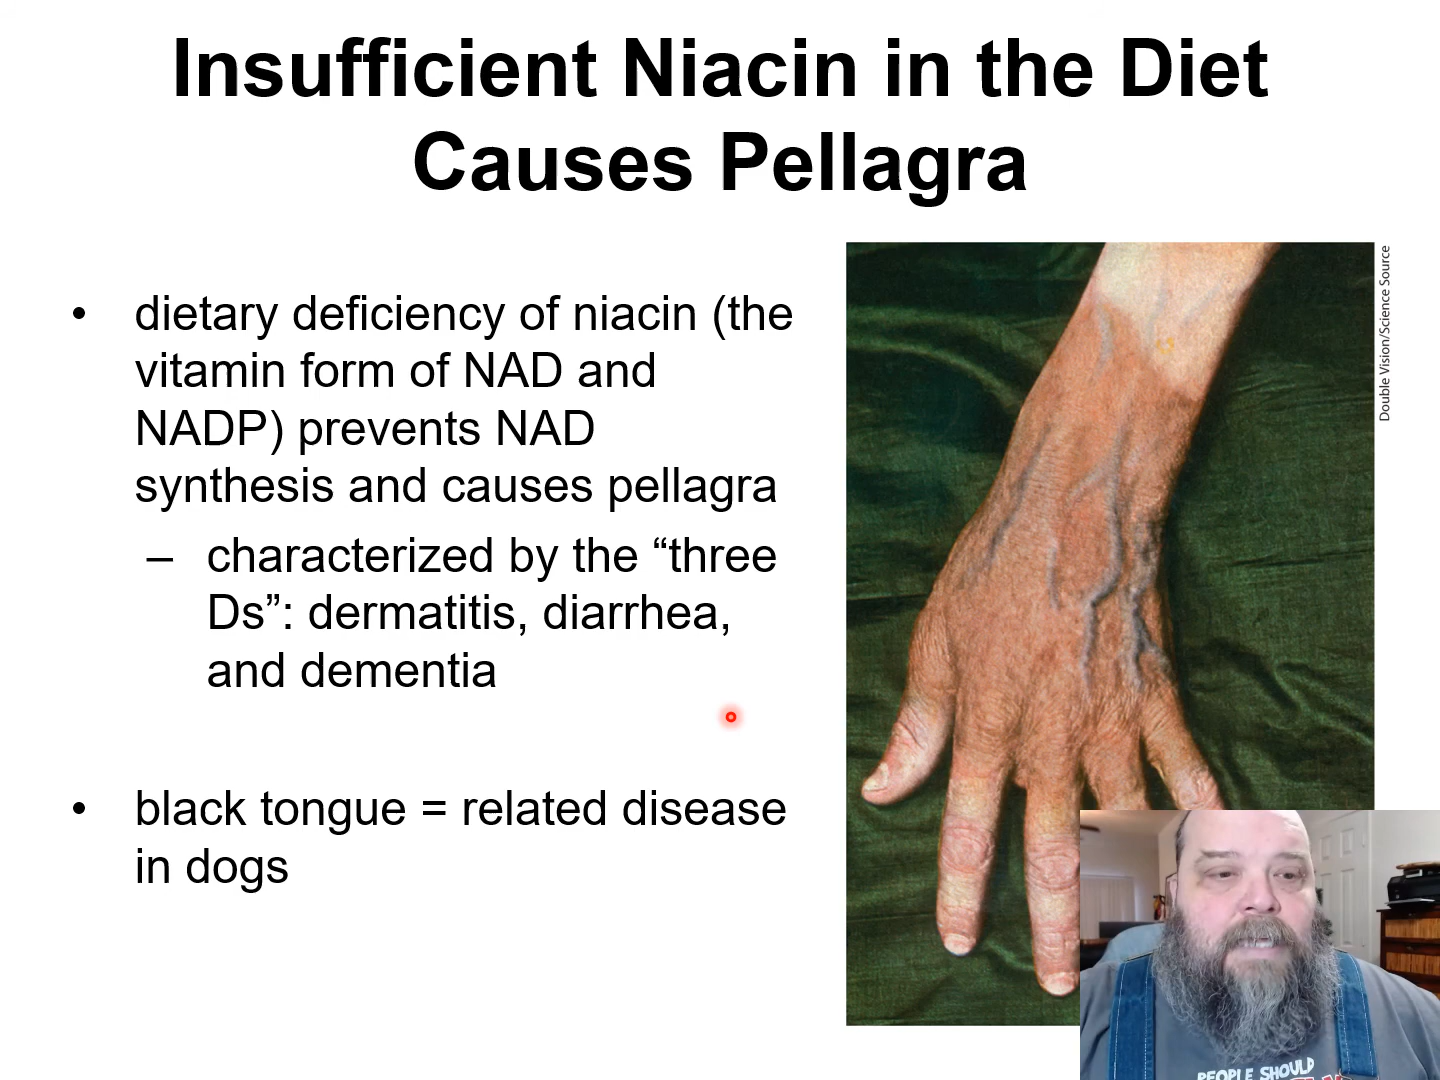 Insufficient Niacin in the Diet
Causes Pellagra
• dietary deficiency of niacin (the
vitamin form of NAD and
NADP) prevents NAD
synthesis and causes pellagra
– characterized by the “three
Ds”: dermatitis, diarrhea,
and dementia
• black tongue = related disease
in dogs
Double Vision/Science Source
PEOPLE SHOULD